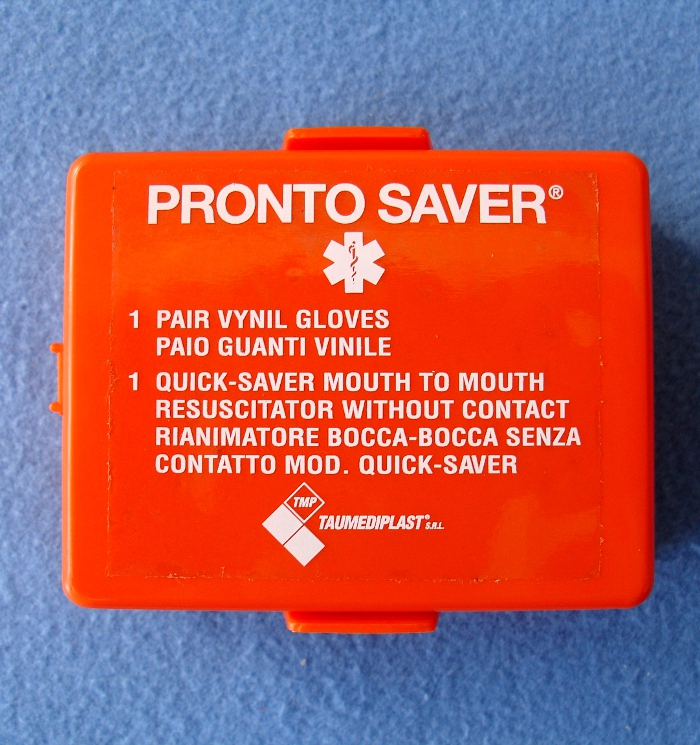 PRONTO SAVER®
1 PAIR VYNIL GLOVES
PAIO GUANTI VINILE
1 QUICK-SAVER MOUTH TO MOUTH
RESUSCITATOR WITHOUT CONTACT
RIANIMATORE BOCCA-BOCCA SENZA
CONTATTO MOD. QUICK-SAVER
TMP
TAUMEDIPLAST® S.R.L.